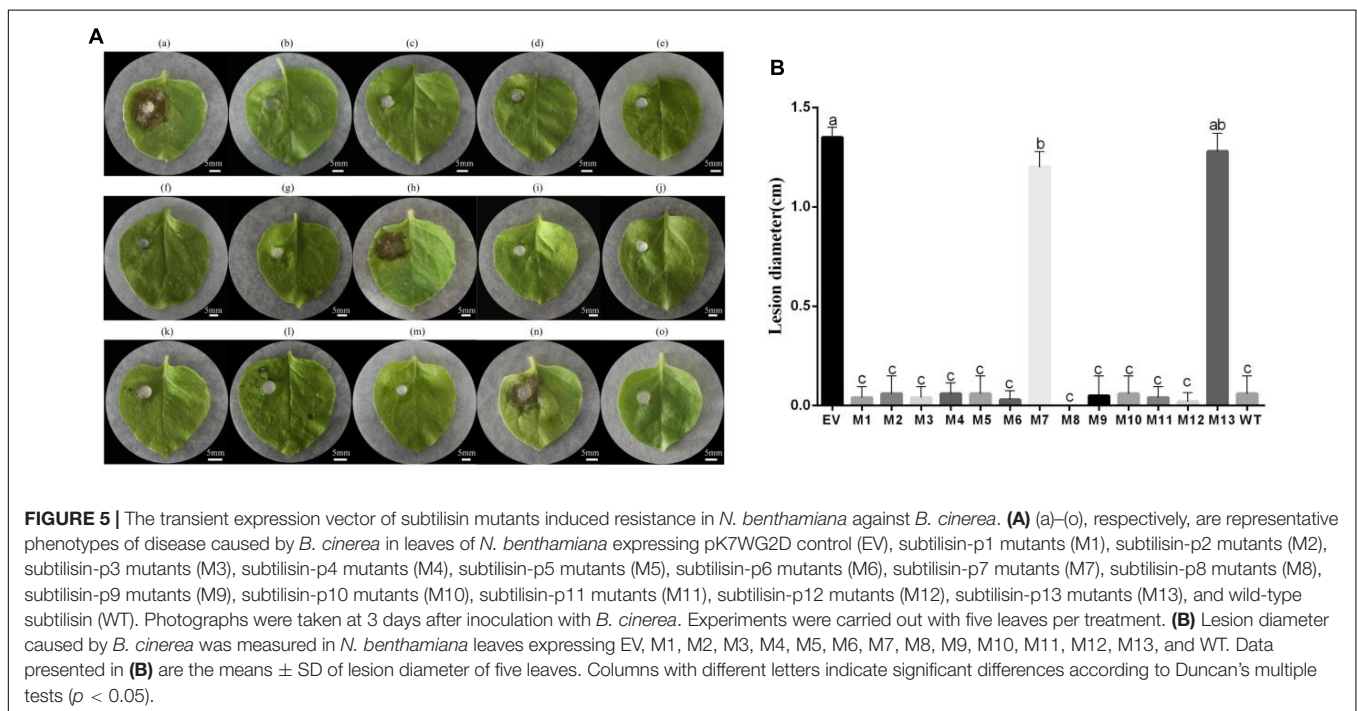 A
(a) (b) (c) (d) (e)
5mm 5mm 5mm 5mm 5mm
(f) (g) (h) (i) (j)
5mm 5mm 5mm 5mm 5mm
(k) (l) (m) (n) (o)
5mm 5mm 5mm 5mm 5mm
B
Lesion diameter(cm)
1.5
1.0
0.5
0.0
a c c c c c c b c c c c c ab c
EV M1 M2 M3 M4 M5 M6 M7 M8 M9 M10 M11 M12 M13 WT
FIGURE 5 | The transient expression vector of subtilisin mutants induced resistance in N. benthamiana against B. cinerea. (A) (a)–(o), respectively, are representative
phenotypes of disease caused by B. cinerea in leaves of N. benthamiana expressing pK7WG2D control (EV), subtilisin-p1 mutants (M1), subtilisin-p2 mutants (M2),
subtilisin-p3 mutants (M3), subtilisin-p4 mutants (M4), subtilisin-p5 mutants (M5), subtilisin-p6 mutants (M6), subtilisin-p7 mutants (M7), subtilisin-p8 mutants (M8),
subtilisin-p9 mutants (M9), subtilisin-p10 mutants (M10), subtilisin-p11 mutants (M11), subtilisin-p12 mutants (M12), subtilisin-p13 mutants (M13), and wild-type
subtilisin (WT). Photographs were taken at 3 days after inoculation with B. cinerea. Experiments were carried out with five leaves per treatment. (B) Lesion diameter
caused by B. cinerea was measured in N. benthamiana leaves expressing EV, M1, M2, M3, M4, M5, M6, M7, M8, M9, M10, M11, M12, M13, and WT. Data
presented in (B) are the means ± SD of lesion diameter of five leaves. Columns with different letters indicate significant differences according to Duncan's multiple
tests (p < 0.05).